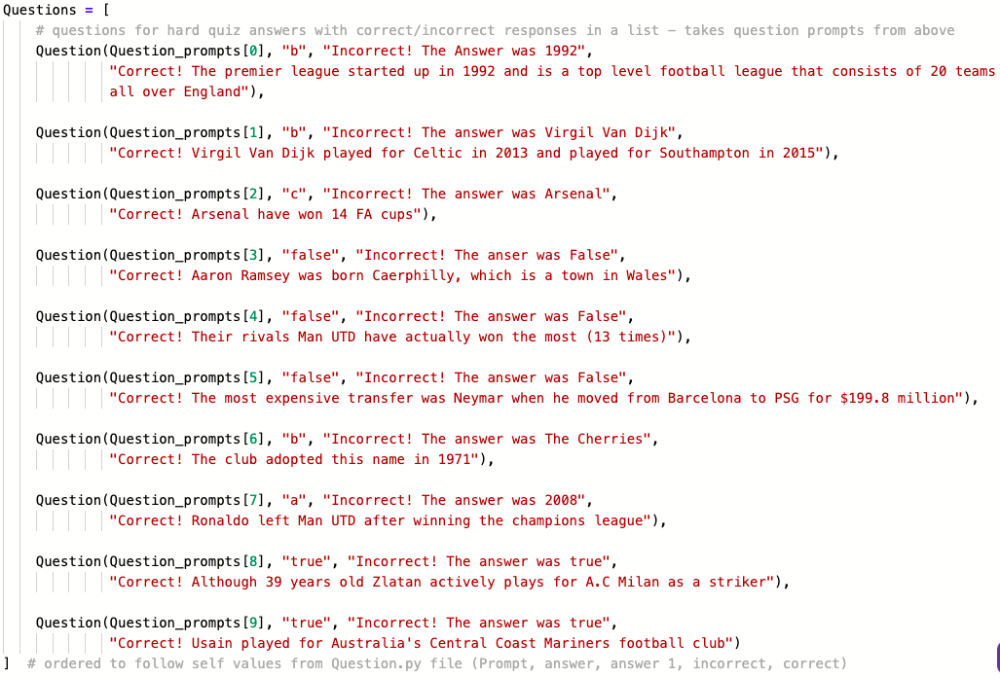 Questions = [
# questions for hard quiz answers with correct/incorrect responses in a list - takes question prompts from above
Question(Question_prompts[0], "b", "Incorrect! The Answer was 1992",
"Correct! The premier league started up in 1992 and is a top level football league that consists of 20 teams
all over England"),
Question(Question_prompts[1], "b", "Incorrect! The answer was Virgil Van Dijk",
"Correct! Virgil Van Dijk played for Celtic in 2013 and played for Southampton in 2015"),
Question(Question_prompts[2], "c", "Incorrect! The answer was Arsenal",
"Correct! Arsenal have won 14 FA cups"),
Question(Question_prompts[3], "false", "Incorrect! The anser was False",
"Correct! Aaron Ramsey was born Caerphilly, which is a town in Wales"),
Question(Question_prompts[4], "false", "Incorrect! The answer was False",
"Correct! Their rivals Man UTD have actually won the most (13 times)"),
Question(Question_prompts[5], "false", "Incorrect! The answer was False",
"Correct! The most expensive transfer was Neymar when he moved from Barcelona to PSG for $199.8 million"),
Question(Question_prompts[6], "b", "Incorrect! The answer was The Cherries",
"Correct! The club adopted this name in 1971"),
Question(Question_prompts[7], "a", "Incorrect! The answer was 2008",
"Correct! Ronaldo left Man UTD after winning the champions league"),
Question(Question_prompts[8], "true", "Incorrect! The answer was true",
"Correct! Although 39 years old Zlatan actively plays for A.C Milan as a striker"),
Question(Question_prompts[9], "true", "Incorrect! The answer was true",
"Correct! Usain played for Australia's Central Coast Mariners football club")
] # ordered to follow self values from Question.py file (Prompt, answer, answer 1, incorrect, correct)